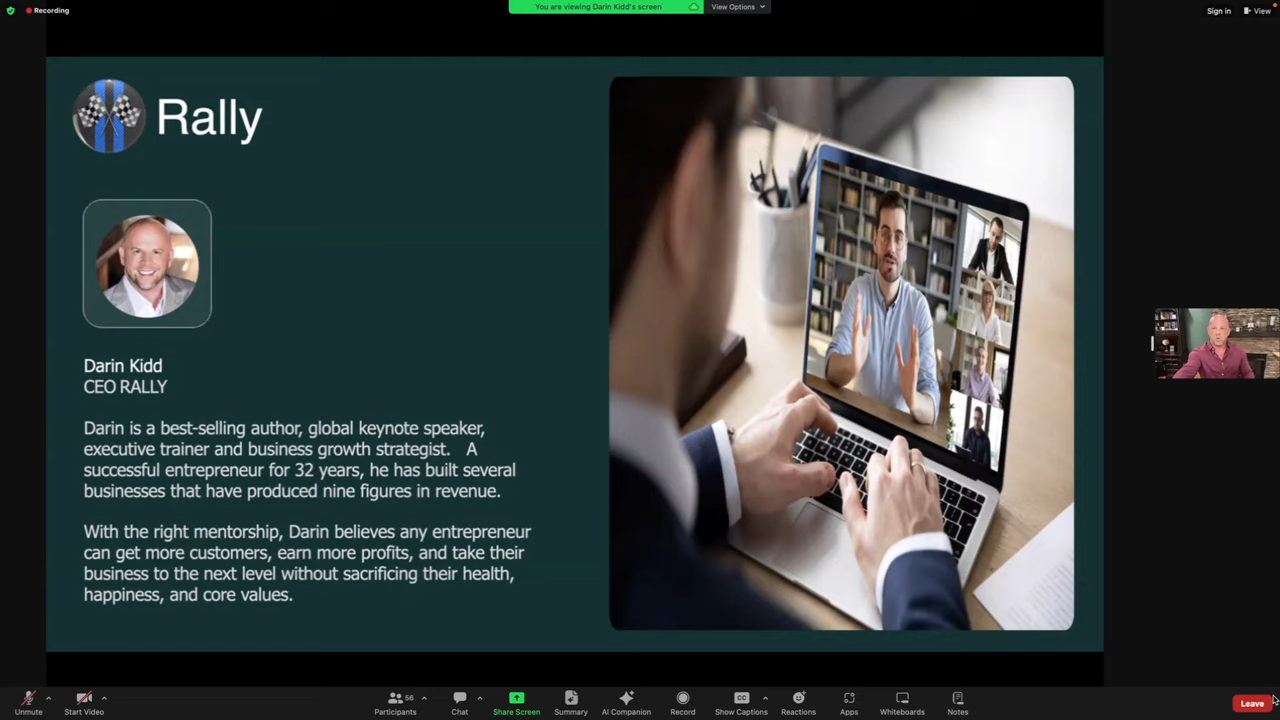 Recording
You are viewing Darin Kidd's screen
View Options
Sign in
View
Rally
Darin Kidd
CEO RALLY
Darin is a best-selling author, global keynote speaker,
executive trainer and business growth strategist. A
successful entrepreneur for 32 years, he has built several
businesses that have produced nine figures in revenue.
With the right mentorship, Darin believes any entrepreneur
can get more customers, earn more profits, and take their
business to the next level without sacrificing their health,
happiness, and core values.
Unmute
Start Video
56
Participants
Chat
Share Screen
Summary
AI Companion
Record
CC
Show Captions
Reactions
Apps
Whiteboards
Notes
Leave